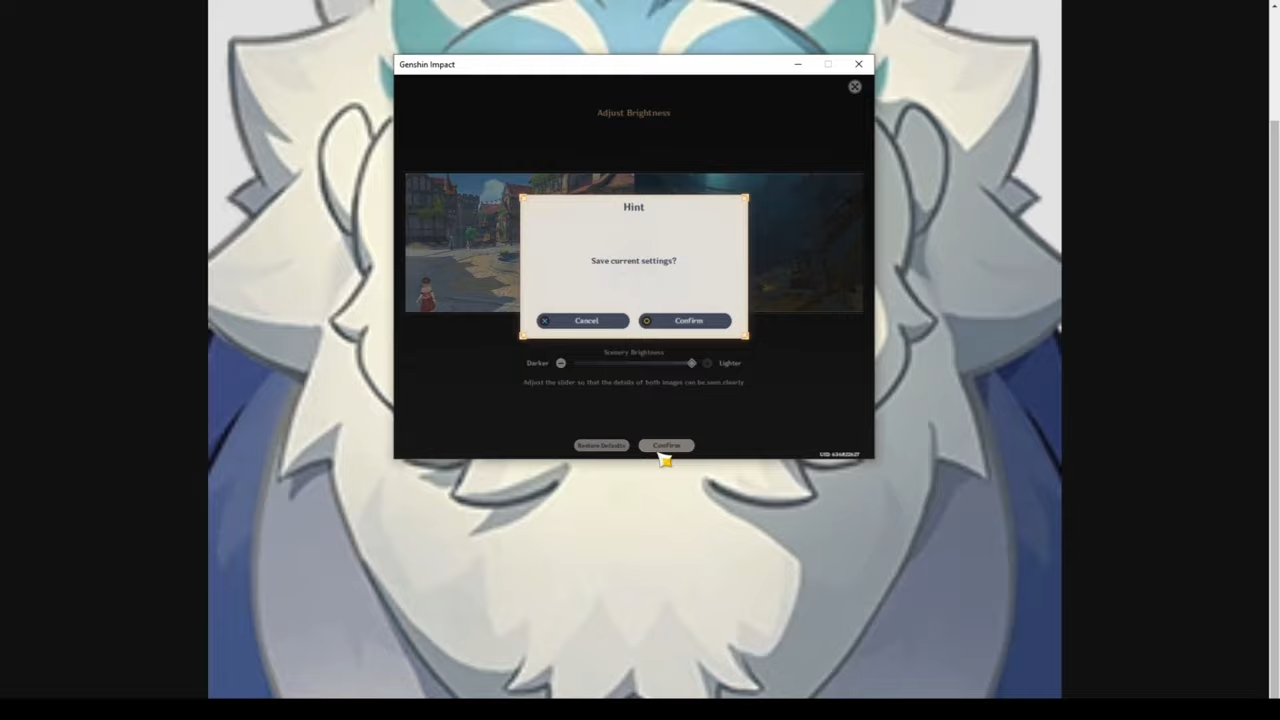 Genshin Impact
Adjust Brightness
Hint
Save current settings?
Cancel
Confirm
Scenery Brightness
Darker
Lighter
Adjust the slider so that the details of both images can be seen clearly
Restore Defaults
Confirm